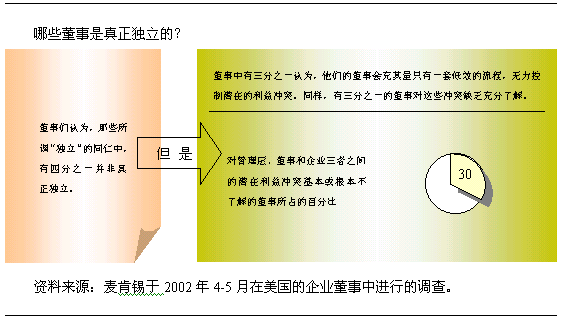 哪些董事是真正独立的？
董事们认为，那些所
谓“独立”的同仁中，
有四分之一并非真
正独立。
但 是
董事中有三分之一认为，他们的董事会充其量只有一套低效的流程，无力控
制潜在的利益冲突。同样，有三分之一的董事对这些冲突缺乏充分了解。
对管理层、董事和企业三者之间
的潜在利益冲突基本或根本不
了解的董事所占的百分比
30
资料来源：麦肯锡于 2002 年 4-5 月在美国的企业董事中进行的调查。